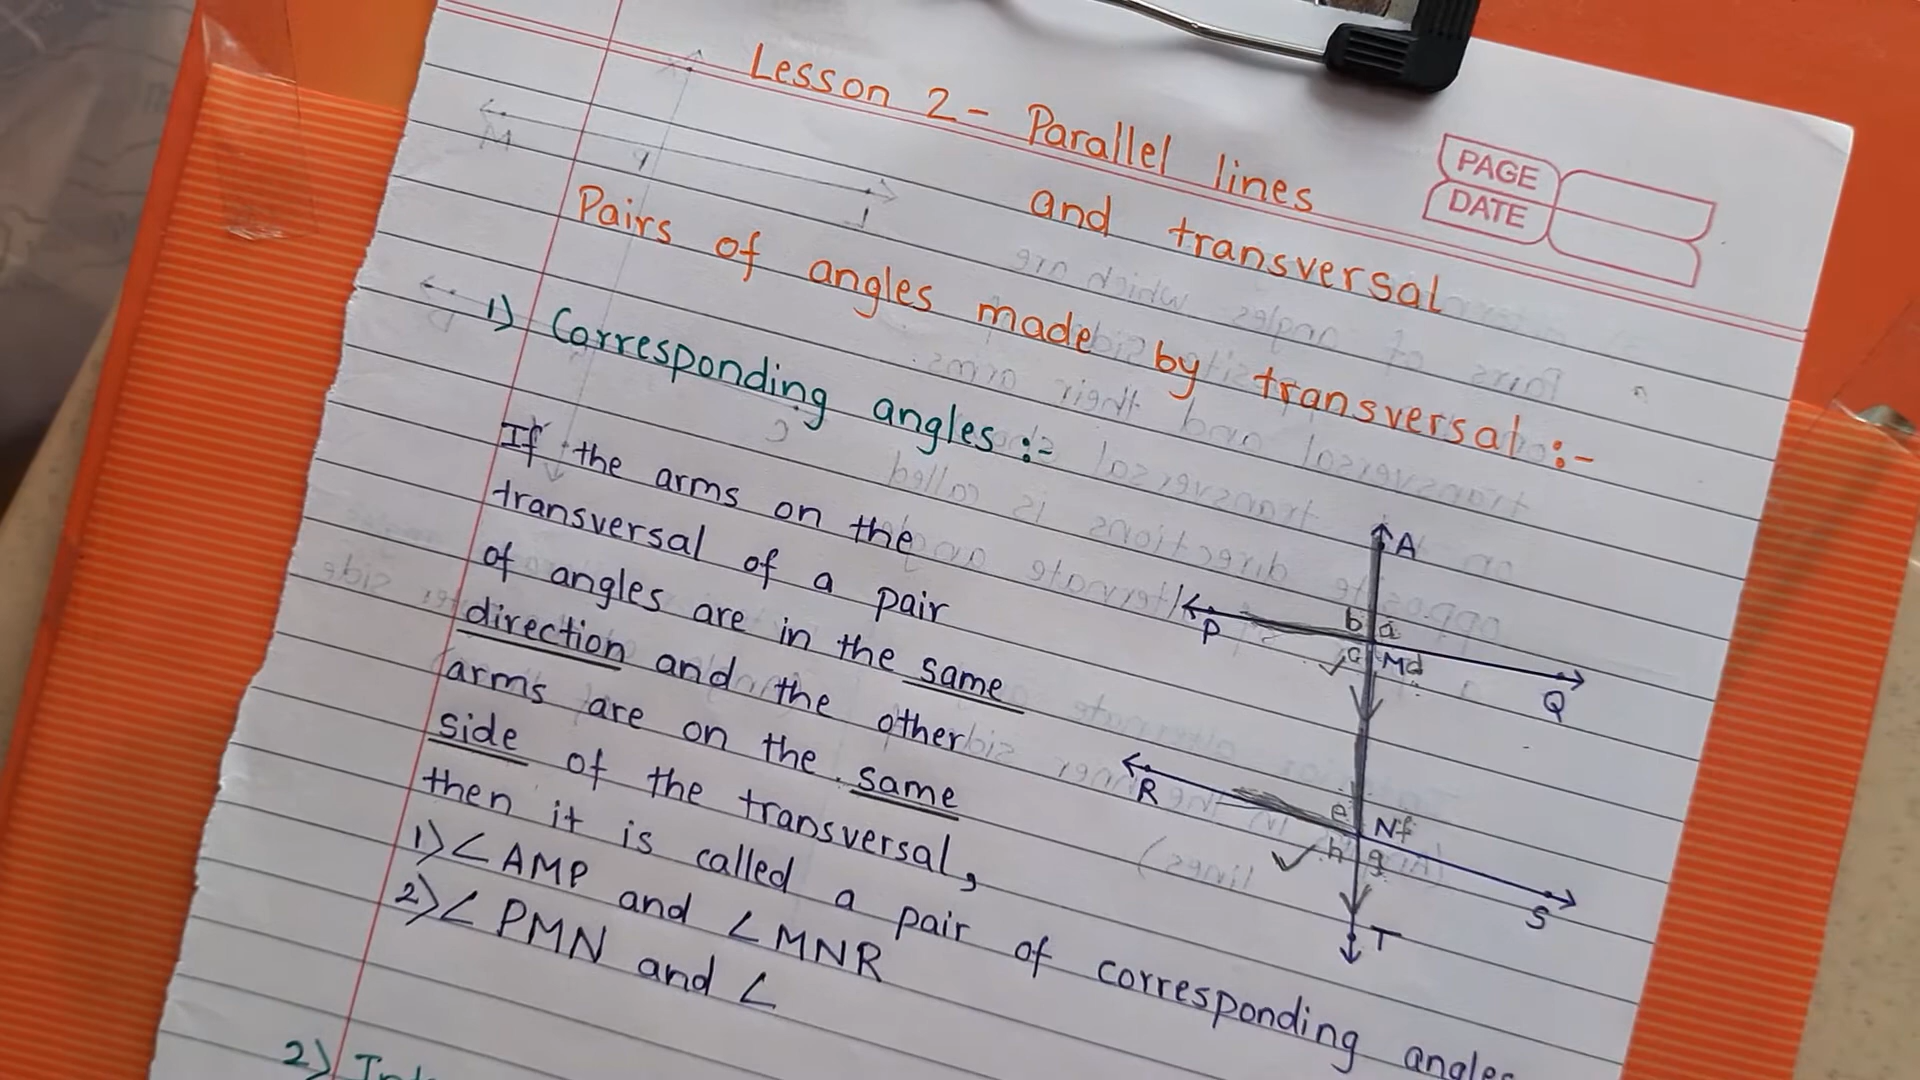 Lesson 2 - Parallel lines
and transversal
PAGE
DATE
Pairs of angles made by transversal :-
1) Corresponding angles :-
If the arms on the
transversal of a pair
of angles are in the same
direction and the other
arms are on the same
side of the transversal,
then it is called a pair of corresponding angles
1) ∠AMP and ∠MNR
2) ∠PMN and ∠
2)
A
b a
P
c M d
Q
R
e N f
h g
S
T